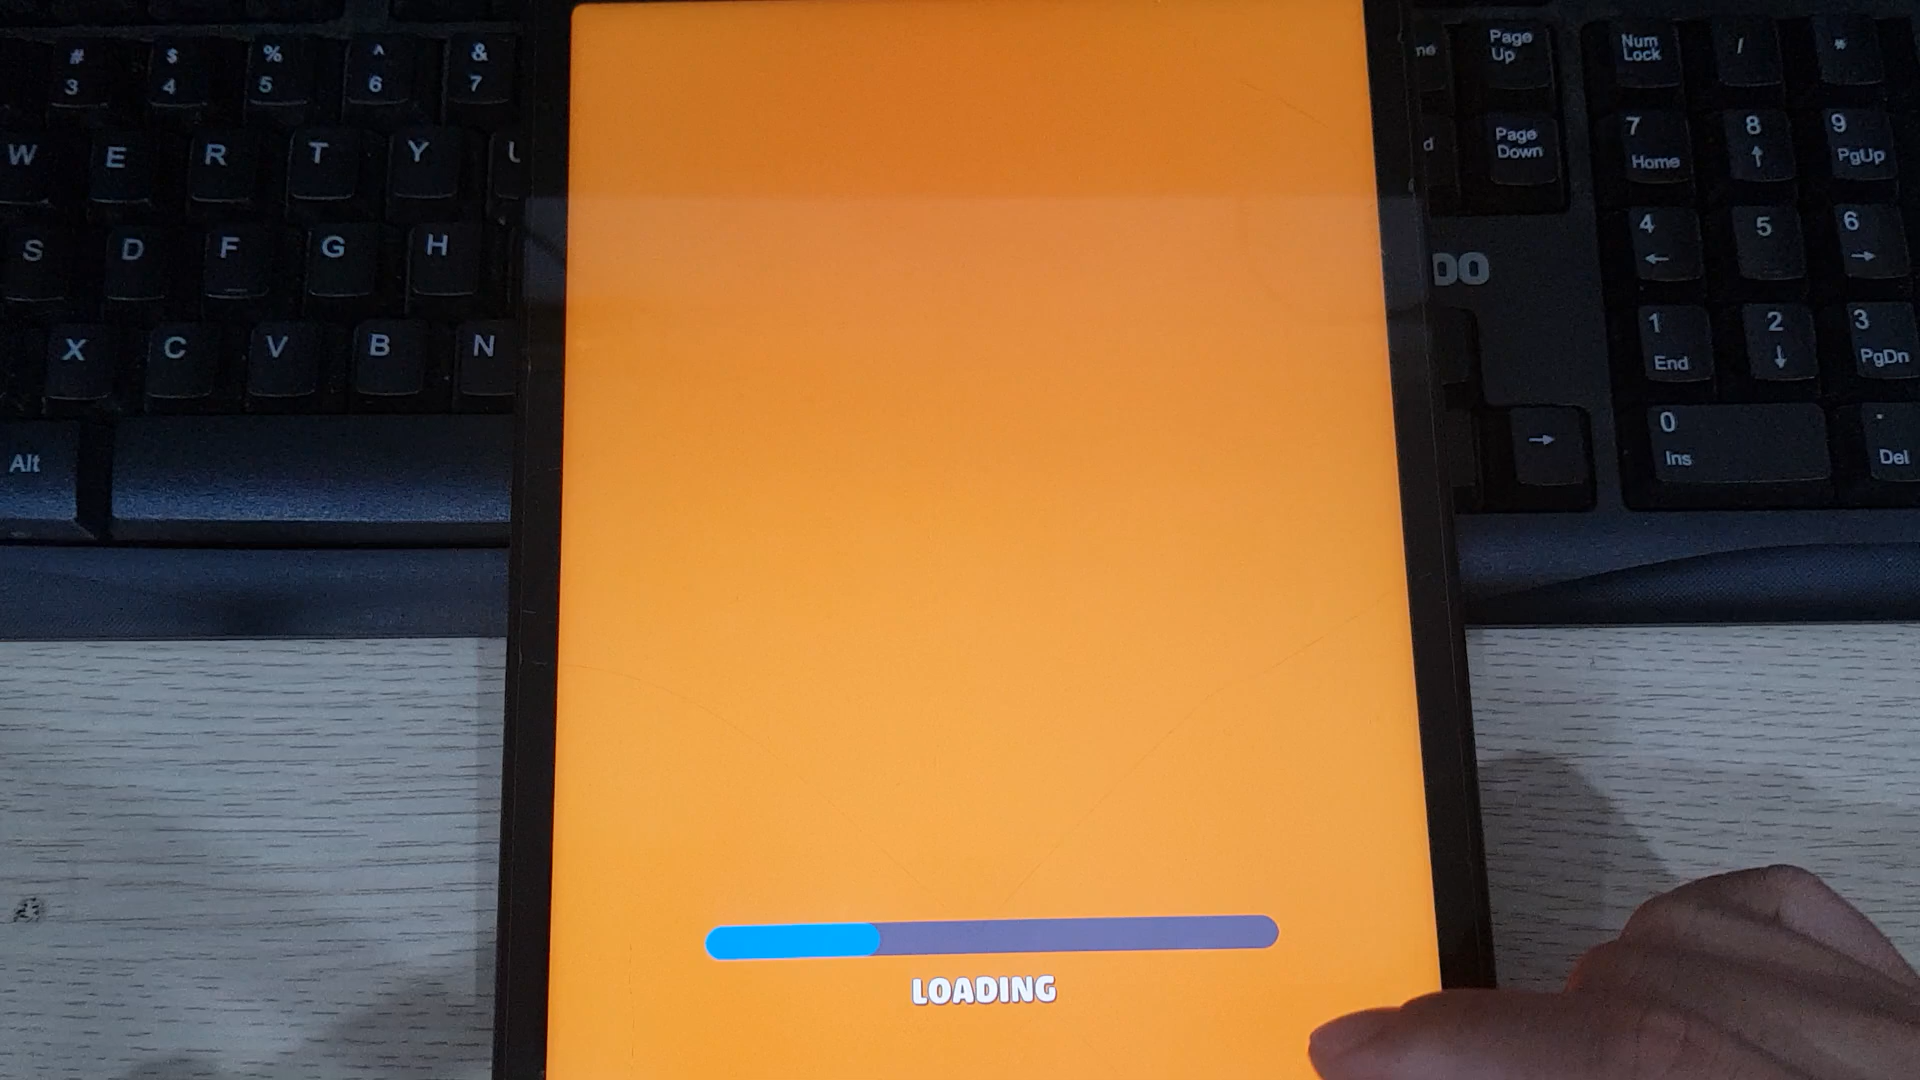 # $ % ^ &
3 4 5 6 7
W E R T Y
S D F G H
X C V B N
Alt
Page
Up
Page
Down
Num
Lock
/ *
7 8 9
Home ↑ PgUp
4 5 6
← →
1 2 3
End ↓ PgDn
→
0 .
Ins Del
LOADING